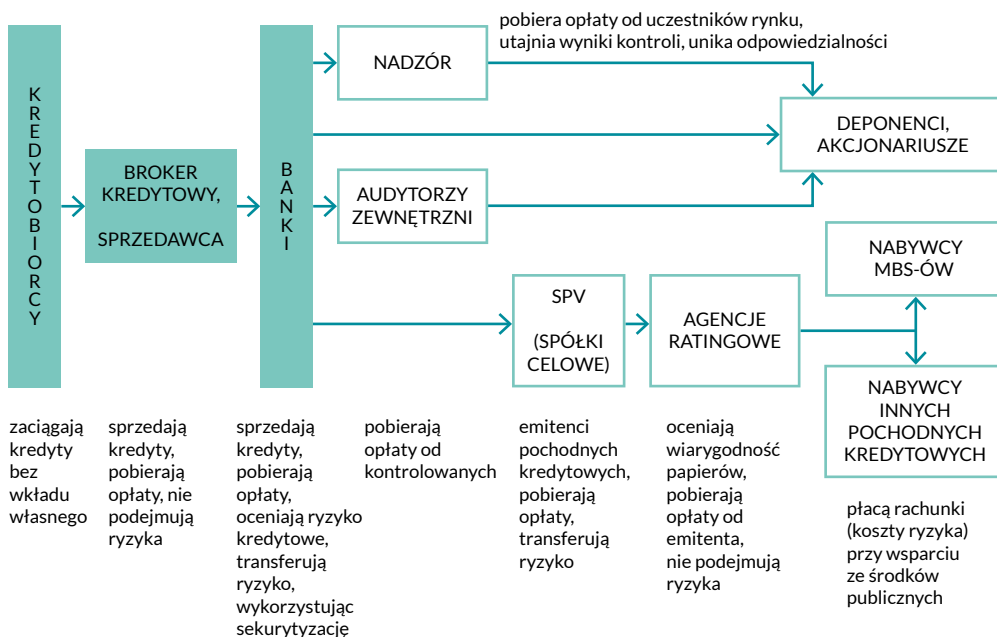 pobiera opłaty od uczestników rynku,
utajnia wyniki kontroli, unika odpowiedzialności
KREDYTOBIORCY
BROKER
KREDYTOWY,
SPRZEDAWCA
BANKI
NADZÓR
AUDYTORZY
ZEWNĘTRZNI
DEPONENCI,
AKCJONARIUSZE
SPV
(SPÓŁKI
CELOWE)
AGENCJE
RATINGOWE
NABYWCY
MBS-ÓW
NABYWCY
INNYCH
POCHODNYCH
KREDYTOWYCH
zaciągają
kredyty
bez
wkładu
własnego
sprzedają
kredyty,
pobierają
opłaty, nie
podejmują
ryzyka
sprzedają
kredyty,
pobierają
opłaty,
oceniają ryzyko
kredytowe,
transferują
ryzyko,
wykorzystując
sekurytyzację
pobierają
opłaty od
kontrolowanych
emitenci
pochodnych
kredytowych,
pobierają
opłaty,
transferują
ryzyko
oceniają
wiarygodność
papierów,
pobierają
opłaty od
emitenta,
nie podejmują
ryzyka
płacą rachunki
(koszty ryzyka)
przy wsparciu
ze środków
publicznych